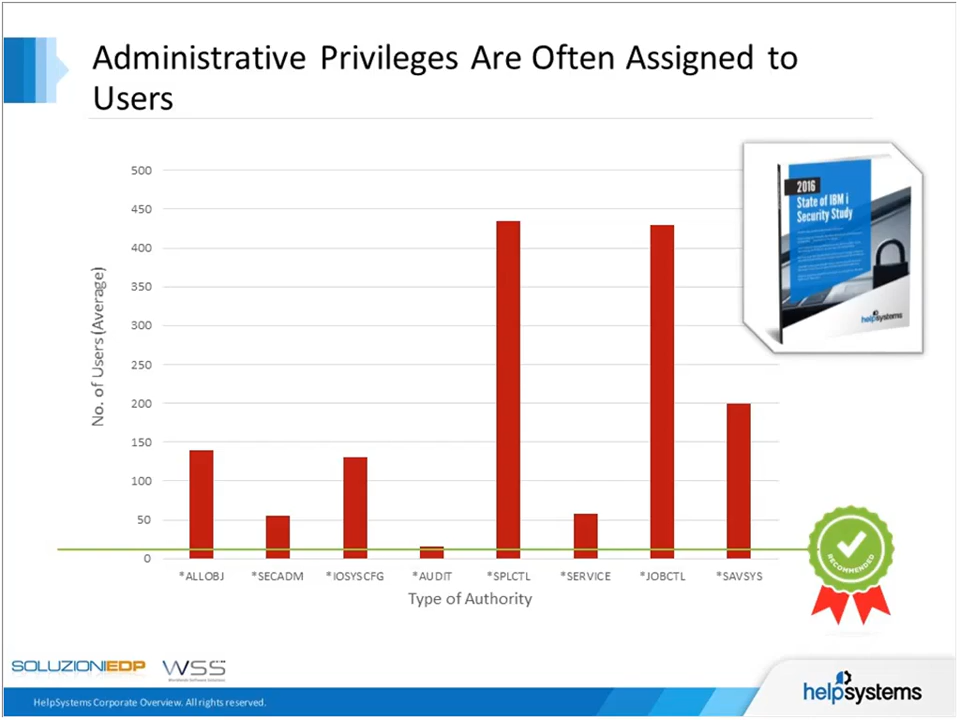 Administrative Privileges Are Often Assigned to
Users
500
450
400
350
300
250
200
150
100
50
0
No. of Users (Average)
*ALLOBJ
*SECADM
*IOSYSCFG
*AUDIT
*SPLCTL
*SERVICE
*JOBCTL
*SAVSYS
Type of Authority
2016
State of IBM i
Security Study
helpsystems
RECOMMENDED
SOLUZIONIEDP
WSS
HelpSystems Corporate Overview. All rights reserved.
helpsystems